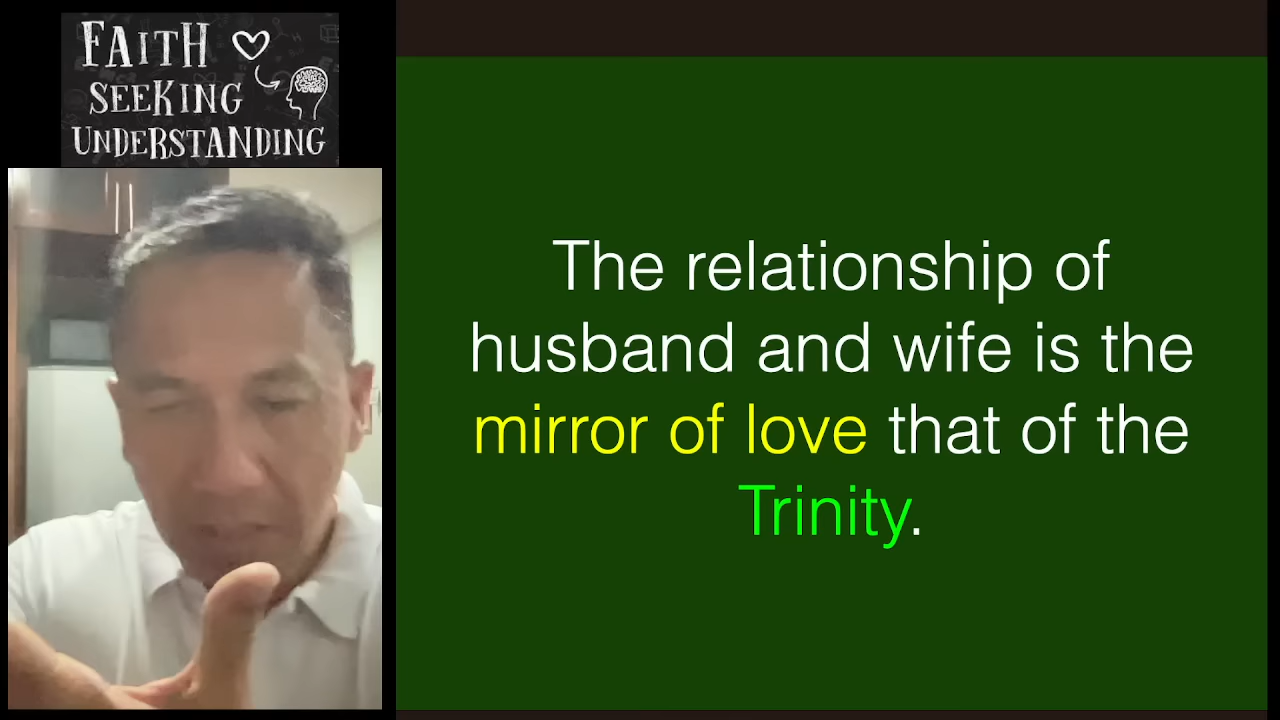 FAITH
SEEKING
UNDERSTANDING
The relationship of
husband and wife is the
mirror of love that of the
Trinity.